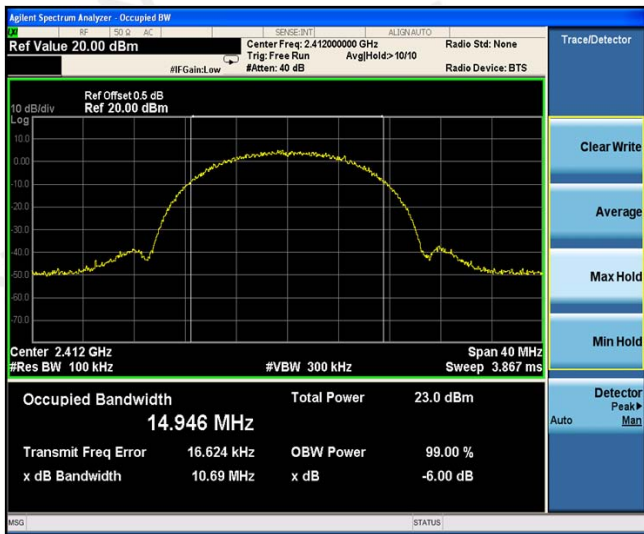 Agilent Spectrum Analyzer - Occupied BW
RF 50 Ω AC SENSE:INT ALIGN AUTO
Ref Value 20.00 dBm
Center Freq: 2.412000000 GHz Radio Std: None
Trig: Free Run Avg|Hold:>10/10
#IFGain:Low #Atten: 40 dB Radio Device: BTS
Ref Offset 0.5 dB
10 dB/div Ref 20.00 dBm
Log
10.0
0.00
-10.0
-20.0
-30.0
-40.0
-50.0
-60.0
-70.0
Center 2.412 GHz Span 40 MHz
#Res BW 100 kHz #VBW 300 kHz Sweep 3.867 ms
Occupied Bandwidth Total Power 23.0 dBm
14.946 MHz
Transmit Freq Error 16.624 kHz OBW Power 99.00 %
x dB Bandwidth 10.69 MHz x dB -6.00 dB
MSG STATUS
Trace/Detector
Clear Write
Average
Max Hold
Min Hold
Detector
Peak▶
Auto Man